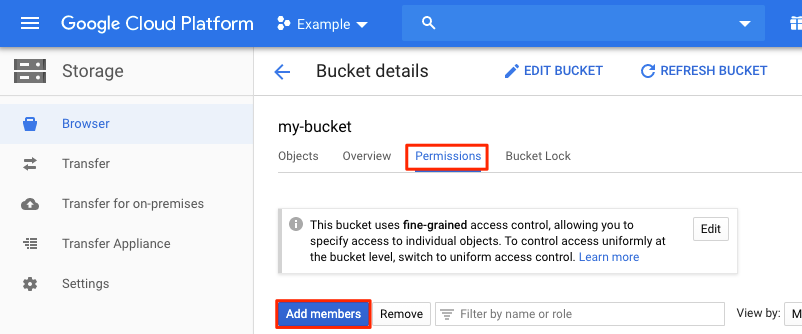 Google Cloud Platform
Example
Storage
Bucket details
EDIT BUCKET
REFRESH BUCKET
Browser
Transfer
Transfer for on-premises
Transfer Appliance
Settings
my-bucket
Objects
Overview
Permissions
Bucket Lock
This bucket uses fine-grained access control, allowing you to
specify access to individual objects. To control access uniformly at
the bucket level, switch to uniform access control. Learn more
Edit
Add members
Remove
Filter by name or role
View by: